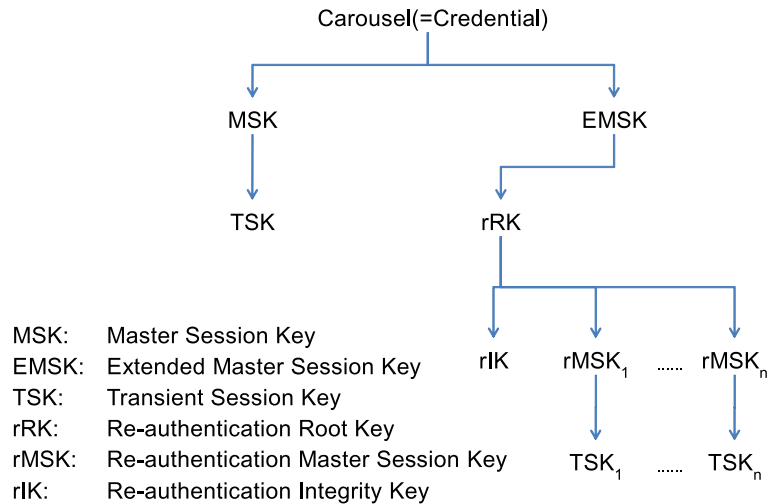 Carousel(=Credential)
MSK EMSK
TSK rRK
rIK rMSK₁ ...... rMSKₙ
TSK₁ ...... TSKₙ
MSK: Master Session Key
EMSK: Extended Master Session Key
TSK: Transient Session Key
rRK: Re-authentication Root Key
rMSK: Re-authentication Master Session Key
rIK: Re-authentication Integrity Key